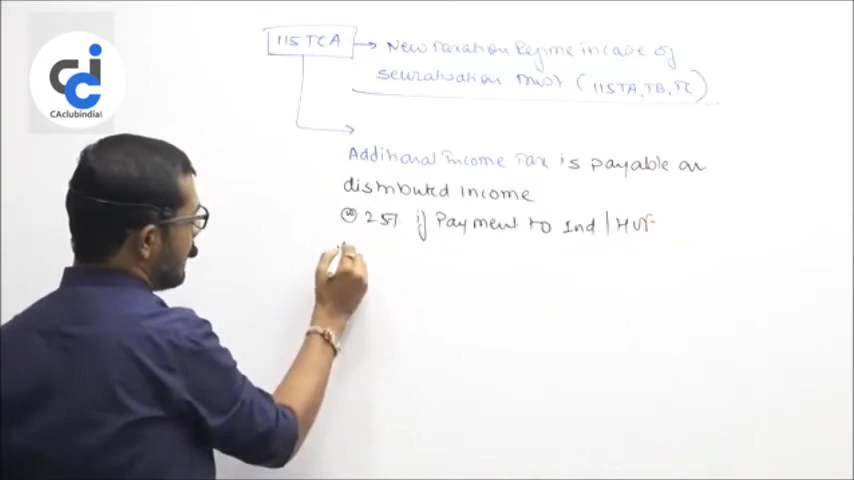 CAclubindia
115TCA → New Taxation Regime in case of
securatisation Trust (115TA, TB, TC)
Additional Income Tax is payable on
distributed Income
@ 25% if Payment to Ind/HUF